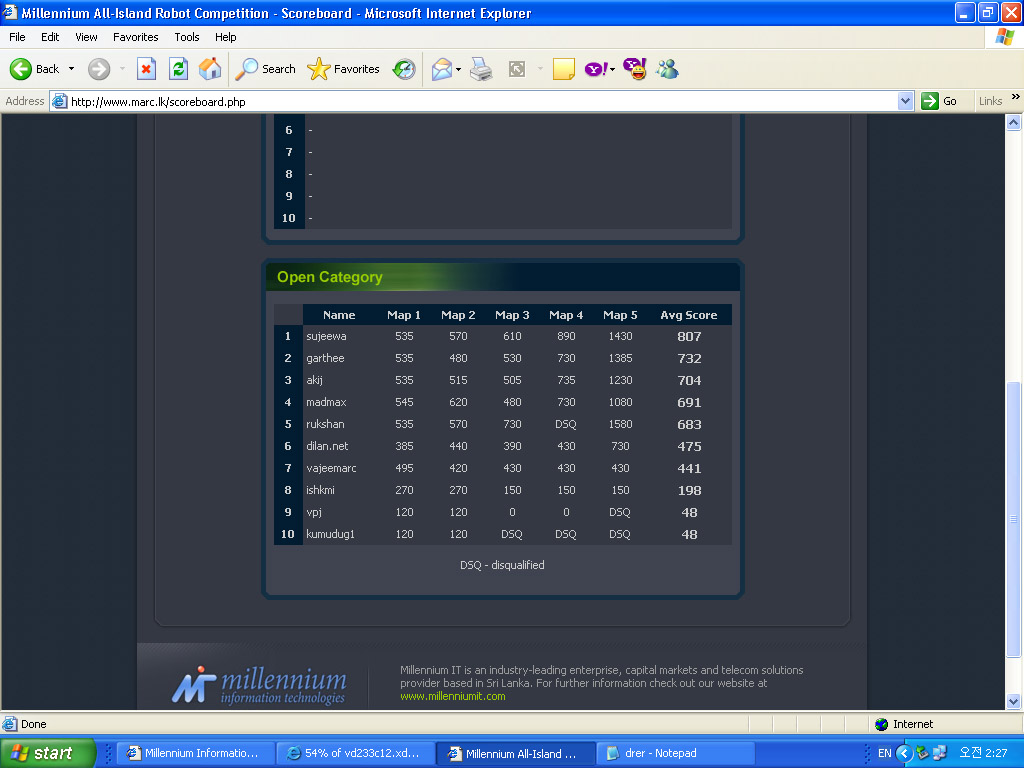 Millennium All-Island Robot Competition - Scoreboard - Microsoft Internet Explorer
File Edit View Favorites Tools Help
Back Search Favorites
Address http://www.marc.lk/scoreboard.php Go Links »
6 -
7 -
8 -
9 -
10 -
Open Category
Name Map 1 Map 2 Map 3 Map 4 Map 5 Avg Score
1 sujeewa 535 570 610 890 1430 807
2 garthee 535 480 530 730 1385 732
3 akij 535 515 505 735 1230 704
4 madmax 545 620 480 730 1080 691
5 rukshan 535 570 730 DSQ 1580 683
6 dilan.net 385 440 390 430 730 475
7 vajeemarc 495 420 430 430 430 441
8 ishkmi 270 270 150 150 150 198
9 vpj 120 120 0 0 DSQ 48
10 kumudug1 120 120 DSQ DSQ DSQ 48
DSQ - disqualified
millennium
information technologies
Millennium IT is an industry-leading enterprise, capital markets and telecom solutions
provider based in Sri Lanka. For further information check out our website at
www.millenniumit.com
Done Internet
start Millennium Informatio... 54% of vd233c12.xd... Millennium All-Island ... drer - Notepad EN 오전 2:27